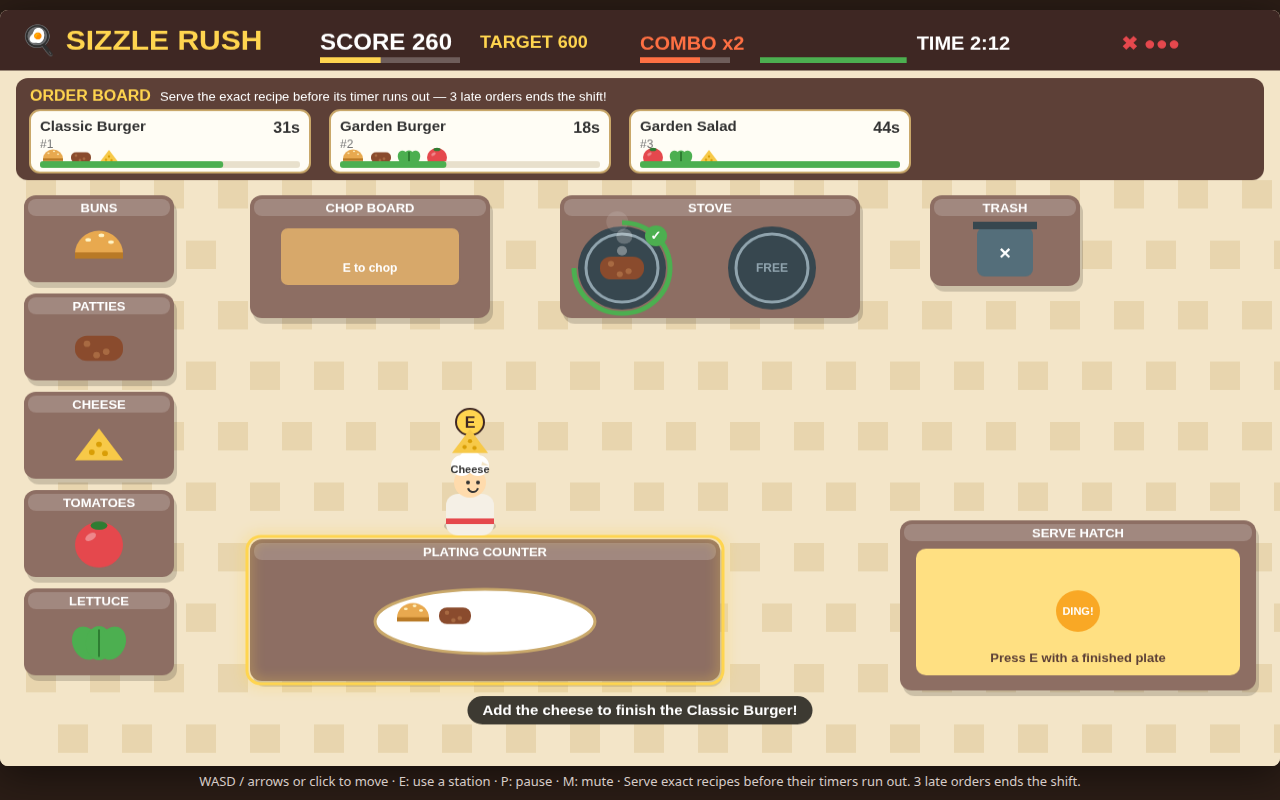 SIZZLE RUSH
SCORE 260
TARGET 600
COMBO x2
TIME 2:12
✖ ●●●
ORDER BOARD Serve the exact recipe before its timer runs out — 3 late orders ends the shift!
Classic Burger 31s
#1
Garden Burger 18s
#2
Garden Salad 44s
#3
BUNS
CHOP BOARD
E to chop
STOVE
✓
FREE
TRASH
✕
PATTIES
CHEESE
E
Cheese
TOMATOES
LETTUCE
PLATING COUNTER
SERVE HATCH
DING!
Press E with a finished plate
Add the cheese to finish the Classic Burger!
WASD / arrows or click to move · E: use a station · P: pause · M: mute · Serve exact recipes before their timers run out. 3 late orders ends the shift.